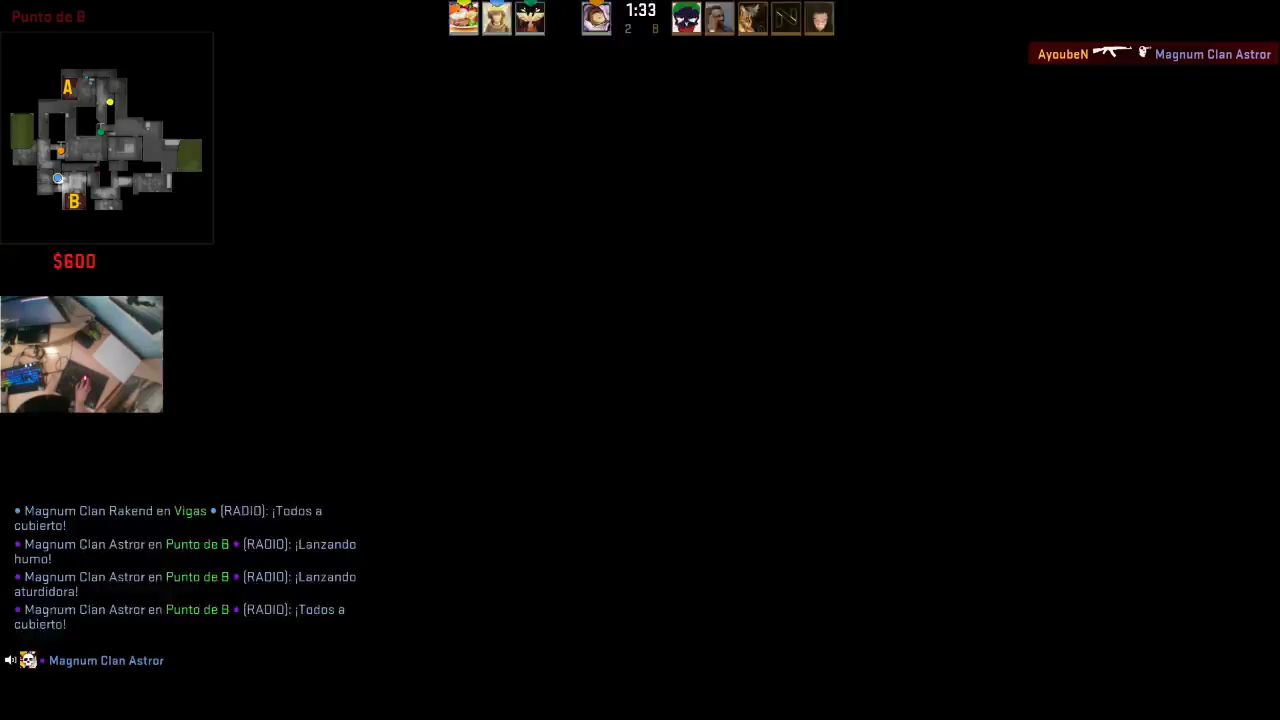 Punto de B
1:33
2 8
AyoubeN Magnum Clan Astror
A
B
$600
• Magnum Clan Rakend en Vigas • (RADIO): ¡Todos a
cubierto!
• Magnum Clan Astror en Punto de B • (RADIO): ¡Lanzando
humo!
• Magnum Clan Astror en Punto de B • (RADIO): ¡Lanzando
aturdidora!
• Magnum Clan Astror en Punto de B • (RADIO): ¡Todos a
cubierto!
• Magnum Clan Astror